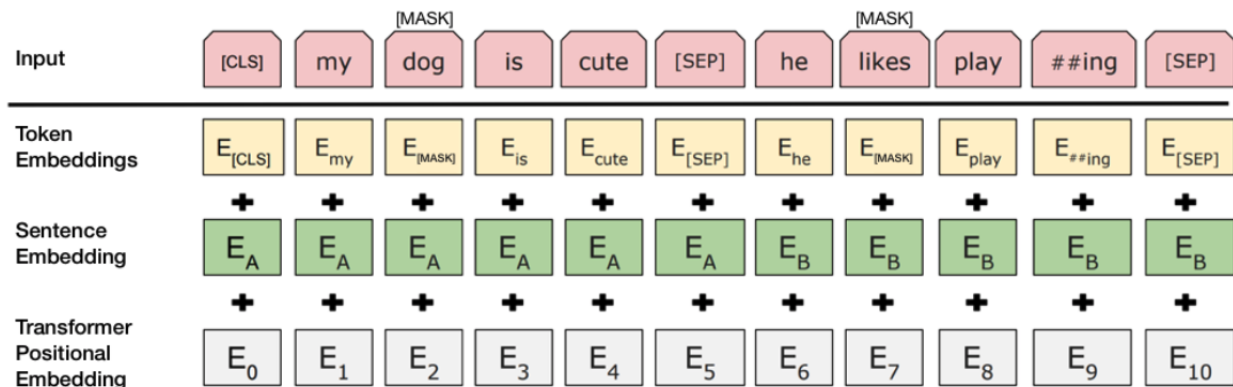 [MASK] [MASK]
Input [CLS] my dog is cute [SEP] he likes play ##ing [SEP]
Token
Embeddings
E[CLS] Emy E[MASK] Eis Ecute E[SEP] Ehe E[MASK] Eplay E##ing E[SEP]
+ + + + + + + + + + +
Sentence
Embedding
EA EA EA EA EA EA EB EB EB EB EB
+ + + + + + + + + + +
Transformer
Positional
Embedding
E0 E1 E2 E3 E4 E5 E6 E7 E8 E9 E10